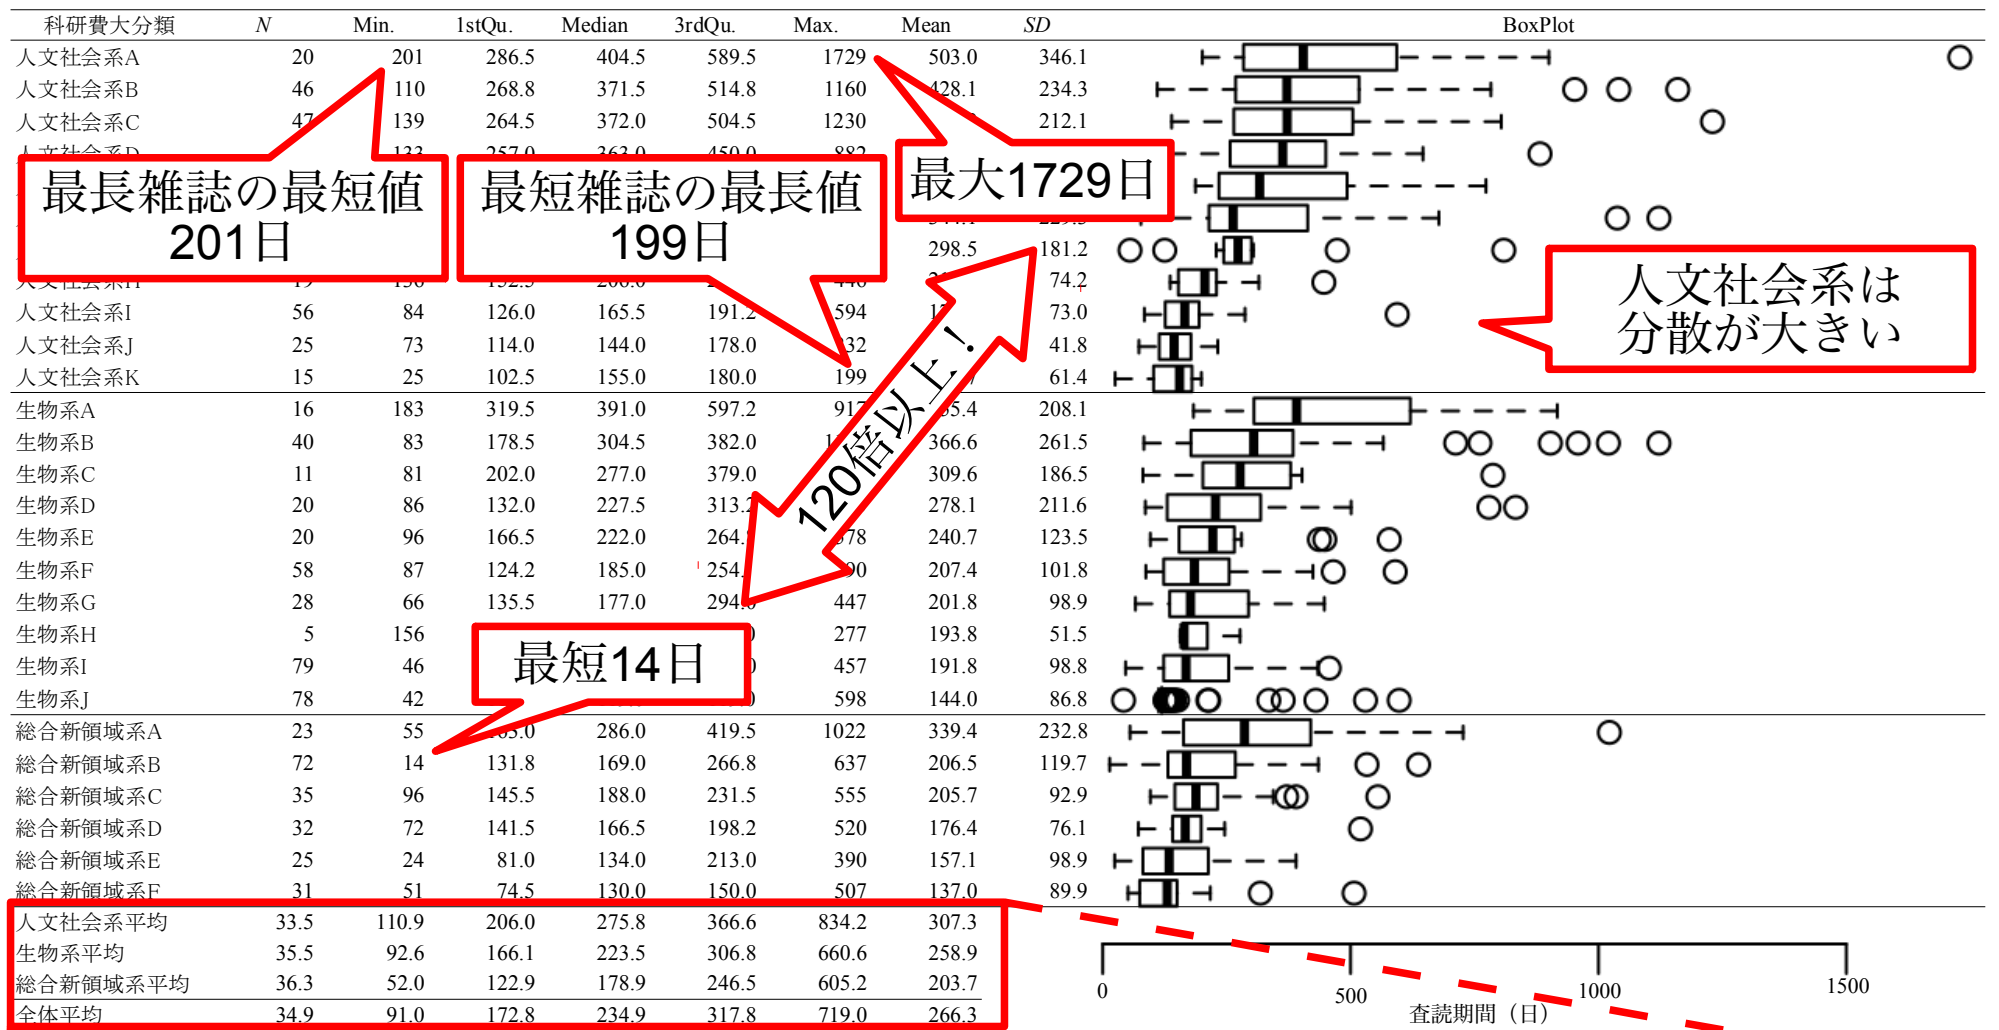 科研費大分類 N Min. 1stQu. Median 3rdQu. Max. Mean SD BoxPlot
人文社会系A 20 201 286.5 404.5 589.5 1729 503.0 346.1
人文社会系B 46 110 268.8 371.5 514.8 1160 428.1 234.3
人文社会系C 47 139 264.5 372.0 504.5 1230 212.1
最長雑誌の最短値
201日
最短雑誌の最長値
199日
最大1729日
298.5 181.2
74.2
人文社会系は
分散が大きい
人文社会系I 56 84 126.0 165.5 191.2 594 73.0
人文社会系J 25 73 114.0 144.0 178.0 41.8
人文社会系K 15 25 102.5 155.0 180.0 199 61.4
120倍以上!
生物系A 16 183 319.5 391.0 597.2 208.1
生物系B 40 83 178.5 304.5 382.0 366.6 261.5
生物系C 11 81 202.0 277.0 379.0 309.6 186.5
生物系D 20 86 132.0 227.5 278.1 211.6
生物系E 20 96 166.5 222.0 240.7 123.5
生物系F 58 87 124.2 185.0 207.4 101.8
生物系G 28 66 135.5 177.0 447 201.8 98.9
生物系H 5 156 277 193.8 51.5
生物系I 79 46 457 191.8 98.8
生物系J 78 42 598 144.0 86.8
最短14日
総合新領域系A 23 55 286.0 419.5 1022 339.4 232.8
総合新領域系B 72 14 131.8 169.0 266.8 637 206.5 119.7
総合新領域系C 35 96 145.5 188.0 231.5 555 205.7 92.9
総合新領域系D 32 72 141.5 166.5 198.2 520 176.4 76.1
総合新領域系E 25 24 81.0 134.0 213.0 390 157.1 98.9
総合新領域系F 31 51 74.5 130.0 150.0 507 137.0 89.9
人文社会系平均 33.5 110.9 206.0 275.8 366.6 834.2 307.3
生物系平均 35.5 92.6 166.1 223.5 306.8 660.6 258.9
総合新領域系平均 36.3 52.0 122.9 178.9 246.5 605.2 203.7
全体平均 34.9 91.0 172.8 234.9 317.8 719.0 266.3
0 500 1000 1500
査読期間（日）